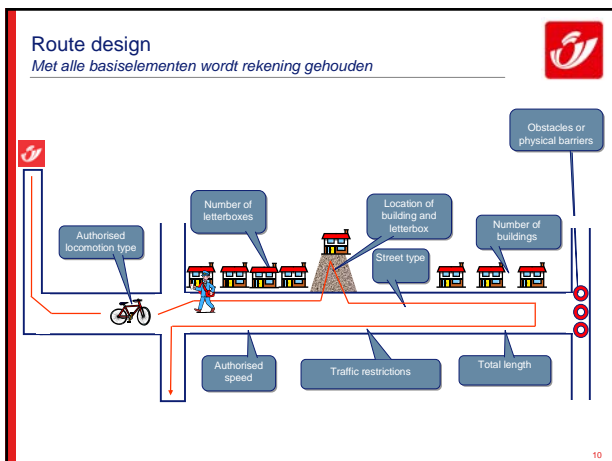 Route design
Met alle basiselementen wordt rekening gehouden
Obstacles or
physical barriers
Number of
letterboxes
Location of
building and
letterbox
Number of
buildings
Authorised
locomotion type
Street type
Authorised
speed
Traffic restrictions
Total length
10